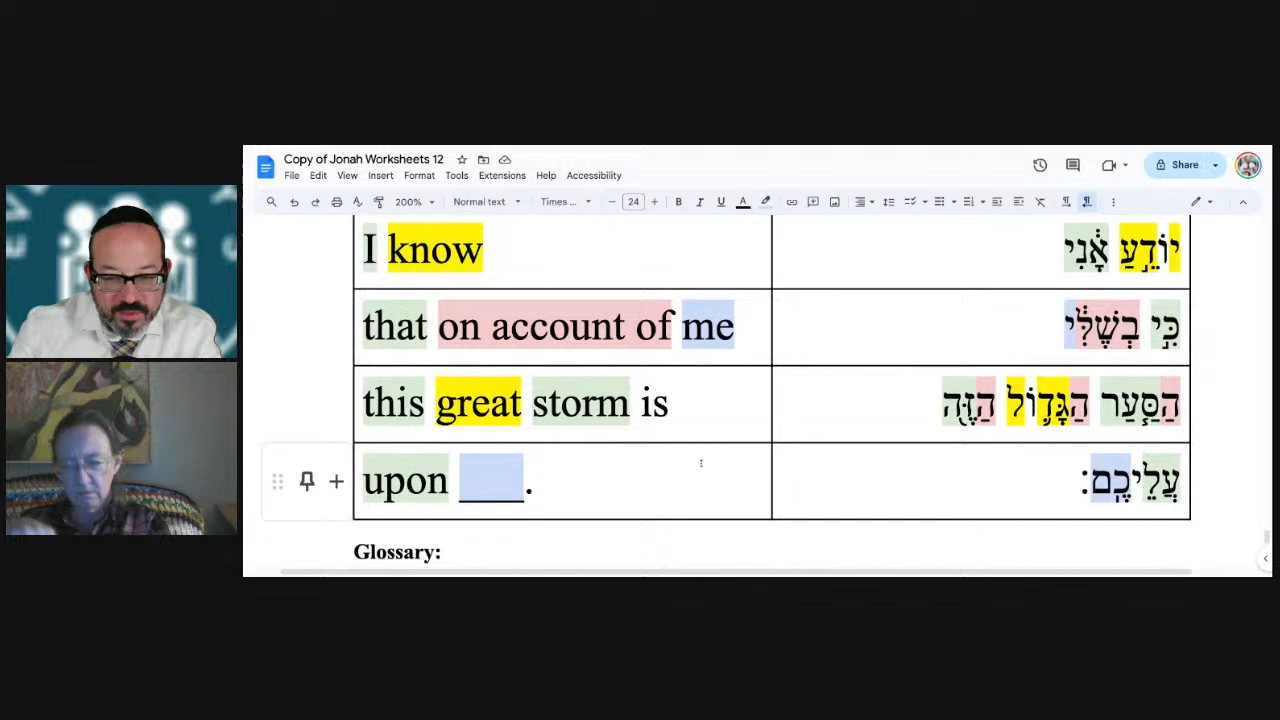 Copy of Jonah Worksheets 12
Share
File Edit View Insert Format Tools Extensions Help Accessibility
200% Normal text Times ... 24 B I U A
I know
יוֹדֵ֣עַ אָ֔נִי
that on account of me
כִּ֣י בְשֶׁלִּ֔י
this great storm is
הַסַּ֧עַר הַגָּד֛וֹל הַזֶּ֖ה
upon ____.
עֲלֵיכֶֽם׃
Glossary: